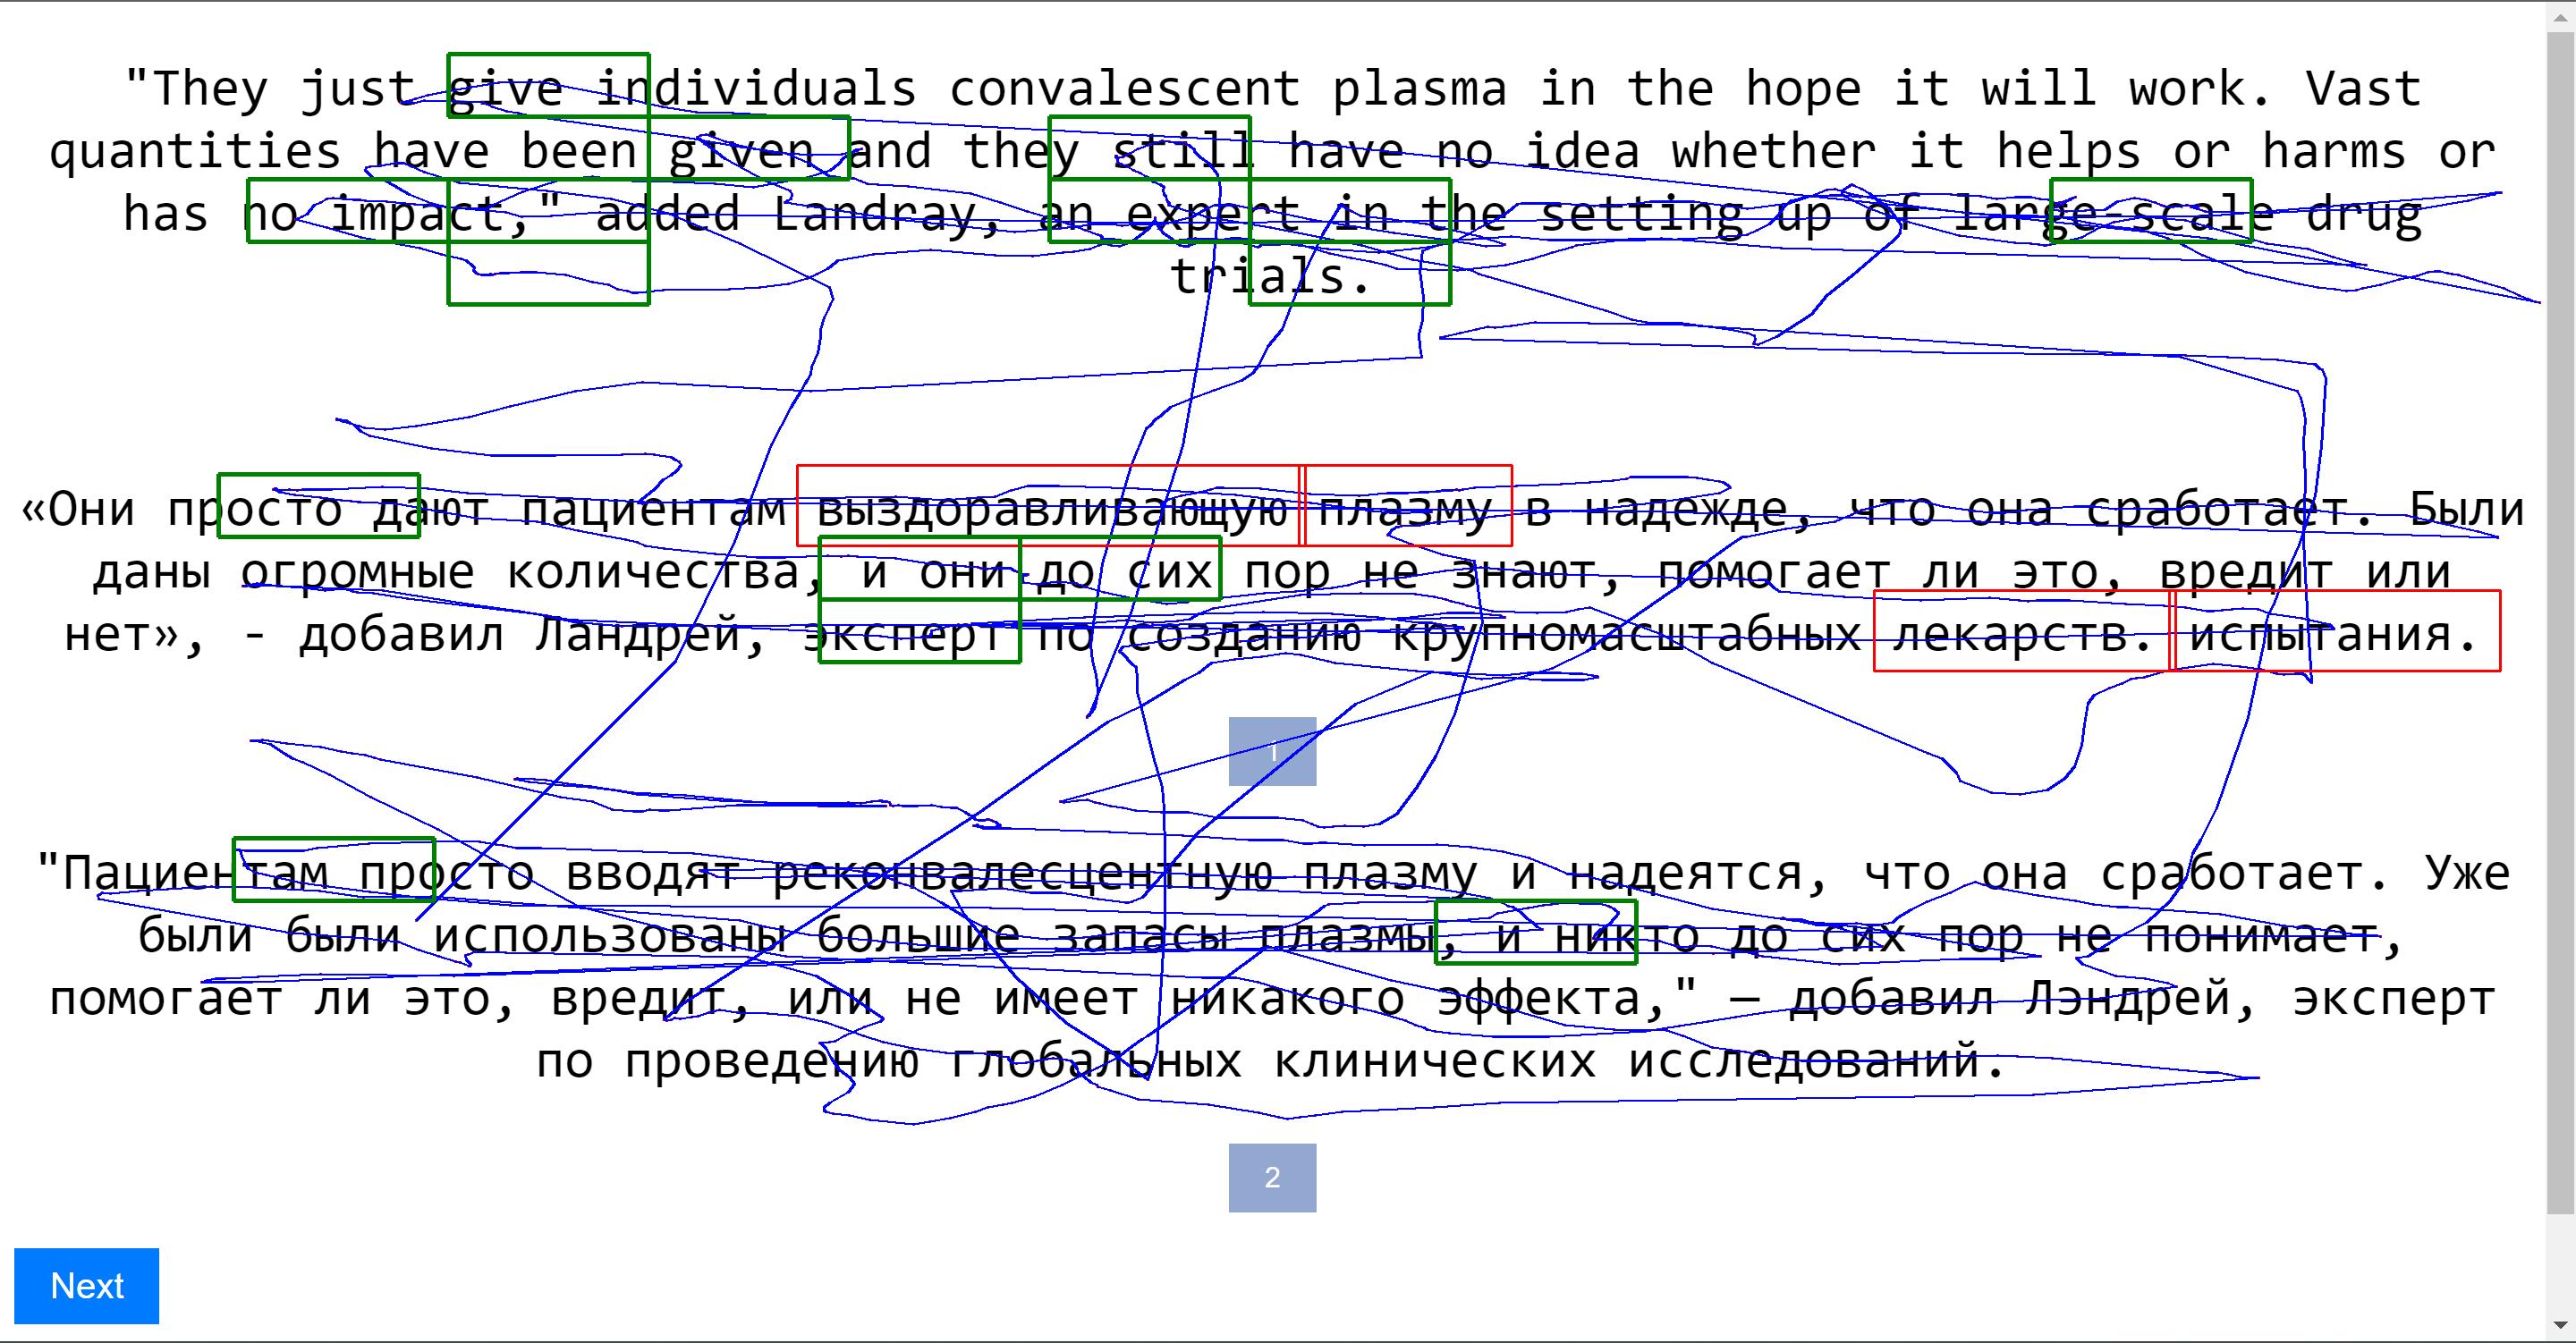 "They just give individuals convalescent plasma in the hope it will work. Vast
quantities have been given and they still have no idea whether it helps or harms or
has no impact," added Landray, an expert in the setting up of large-scale drug
trials.
«Они просто дают пациентам выздоравливающую плазму в надежде, что она сработает. Были
даны огромные количества, и они до сих пор не знают, помогает ли это, вредит или
нет», - добавил Ландрей, эксперт по созданию крупномасштабных лекарств. испытания.
1
"Пациентам просто вводят реконвалесцентную плазму и надеятся, что она сработает. Уже
были были использованы большие запасы плазмы, и никто до сих пор не понимает,
помогает ли это, вредит, или не имеет никакого эффекта," — добавил Лэндрей, эксперт
по проведению глобальных клинических исследований.
2
Next